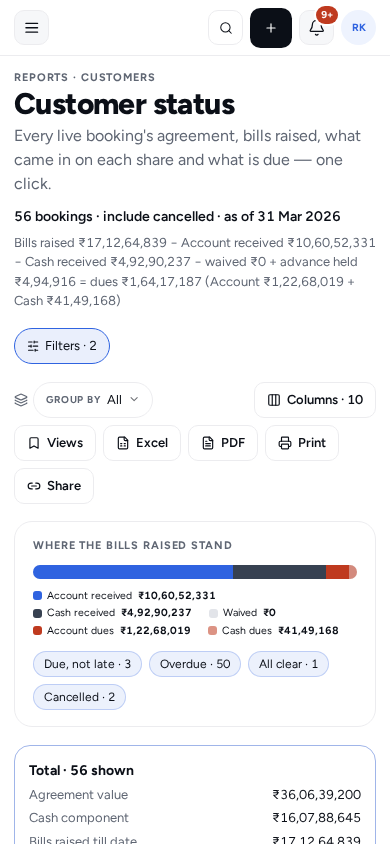 9+
RK
REPORTS · CUSTOMERS
Customer status
Every live booking's agreement, bills raised, what
came in on each share and what is due — one
click.
56 bookings · include cancelled · as of 31 Mar 2026
Bills raised ₹17,12,64,839 − Account received ₹10,60,52,331
− Cash received ₹4,92,90,237 − waived ₹0 + advance held
₹4,94,916 = dues ₹1,64,17,187 (Account ₹1,22,68,019 +
Cash ₹41,49,168)
Filters · 2
GROUP BY All
Columns · 10
Views
Excel
PDF
Print
Share
WHERE THE BILLS RAISED STAND
Account received ₹10,60,52,331
Cash received ₹4,92,90,237 Waived ₹0
Account dues ₹1,22,68,019 Cash dues ₹41,49,168
Due, not late · 3 Overdue · 50 All clear · 1
Cancelled · 2
Total · 56 shown
Agreement value ₹36,06,39,200
Cash component ₹16,07,88,645
Bills raised till date ₹17,12,64,839